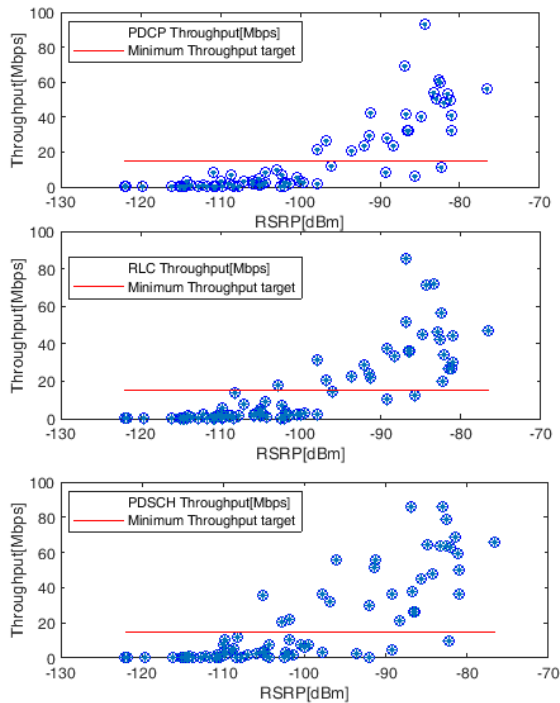 100
80
60
40
20
0
Throughput[Mbps]
PDCP Throughput[Mbps]
Minimum Throughput target
-130 -120 -110 -100 -90 -80 -70
RSRP[dBm]
100
80
60
40
20
0
Throughput[Mbps]
RLC Throughput[Mbps]
Minimum Throughput target
-130 -120 -110 -100 -90 -80 -70
RSRP[dBm]
100
80
60
40
20
0
Throughput[Mbps]
PDSCH Throughput[Mbps]
Minimum Throughput target
-130 -120 -110 -100 -90 -80 -70
RSRP[dBm]